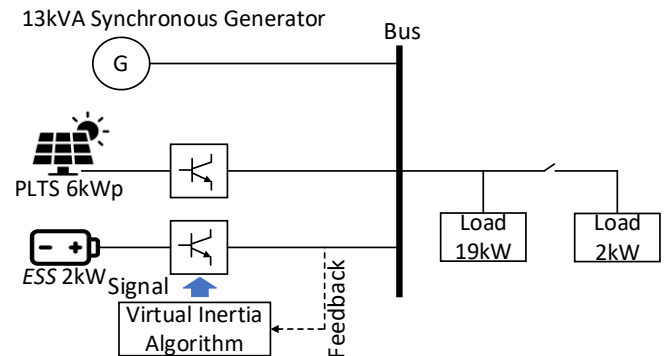 13kVA Synchronous Generator
Bus
G
PLTS 6kWp
Load
19kW
Load
2kW
ESS 2kW
Signal
Feedback
Virtual Inertia
Algorithm